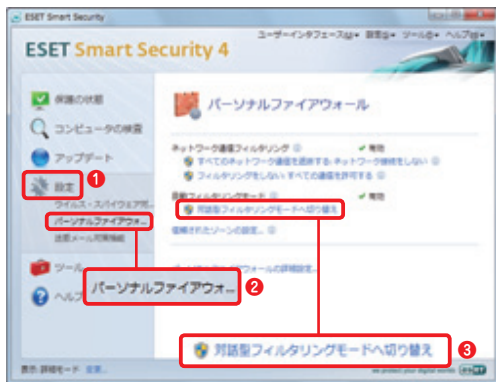 ESET Smart Security
ユーザーインタフェース(U)▾ 設定(S)▾ ツール(L)▾ ヘルプ(H)▾
ESET Smart Security 4
保護の状態
コンピュータの検査
アップデート
設定
❶
ウイルス・スパイウェア対...
パーソナルファイアウォ...
迷惑メール対策機能
ツール
ヘルプ
パーソナルファイアウォ...
❷
パーソナルファイアウォール
ネットワーク通信フィルタリング
✔ 有効
すべてのネットワーク通信を遮断する: ネットワーク接続をしない
フィルタリングをしない: すべての通信を許可する
自動フィルタリングモード
✔ 有効
対話型フィルタリングモードへ切り替え
信頼されたゾーンの設定...
パーソナルファイアウォールの詳細設定...
対話型フィルタリングモードへ切り替え
❸
表示: 詳細モード 変更...
we protect your digital worlds
eset